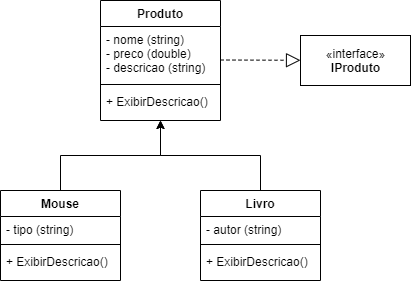 Produto
- nome (string)
- preco (double)
- descricao (string)
+ ExibirDescricao()
«interface»
IProduto
Mouse
- tipo (string)
+ ExibirDescricao()
Livro
- autor (string)
+ ExibirDescricao()